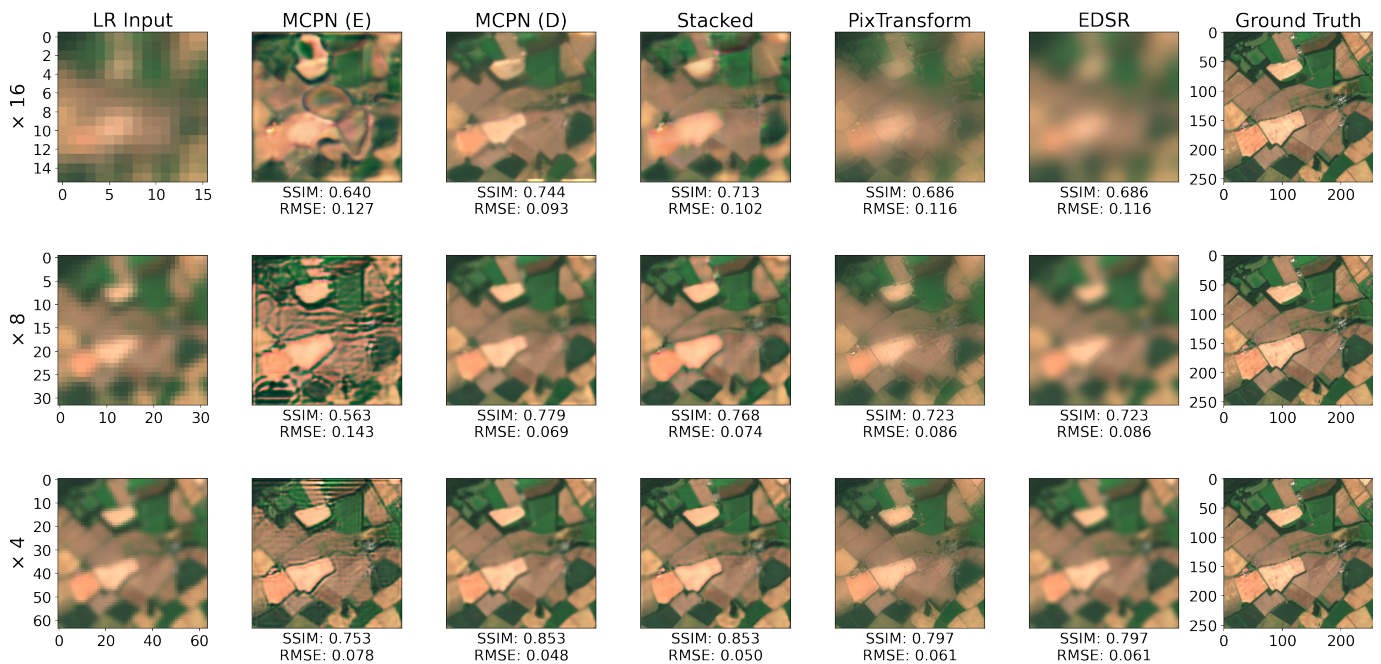 LR Input
MCPN (E)
MCPN (D)
Stacked
PixTransform
EDSR
Ground Truth
× 16
0
2
4
6
8
10
12
14
0 5 10 15
SSIM: 0.640
RMSE: 0.127
SSIM: 0.744
RMSE: 0.093
SSIM: 0.713
RMSE: 0.102
SSIM: 0.686
RMSE: 0.116
SSIM: 0.686
RMSE: 0.116
0
50
100
150
200
250
0 100 200
× 8
0
5
10
15
20
25
30
0 10 20 30
SSIM: 0.563
RMSE: 0.143
SSIM: 0.779
RMSE: 0.069
SSIM: 0.768
RMSE: 0.074
SSIM: 0.723
RMSE: 0.086
SSIM: 0.723
RMSE: 0.086
0
50
100
150
200
250
0 100 200
× 4
0
10
20
30
40
50
60
0 20 40 60
SSIM: 0.753
RMSE: 0.078
SSIM: 0.853
RMSE: 0.048
SSIM: 0.853
RMSE: 0.050
SSIM: 0.797
RMSE: 0.061
SSIM: 0.797
RMSE: 0.061
0
50
100
150
200
250
0 100 200